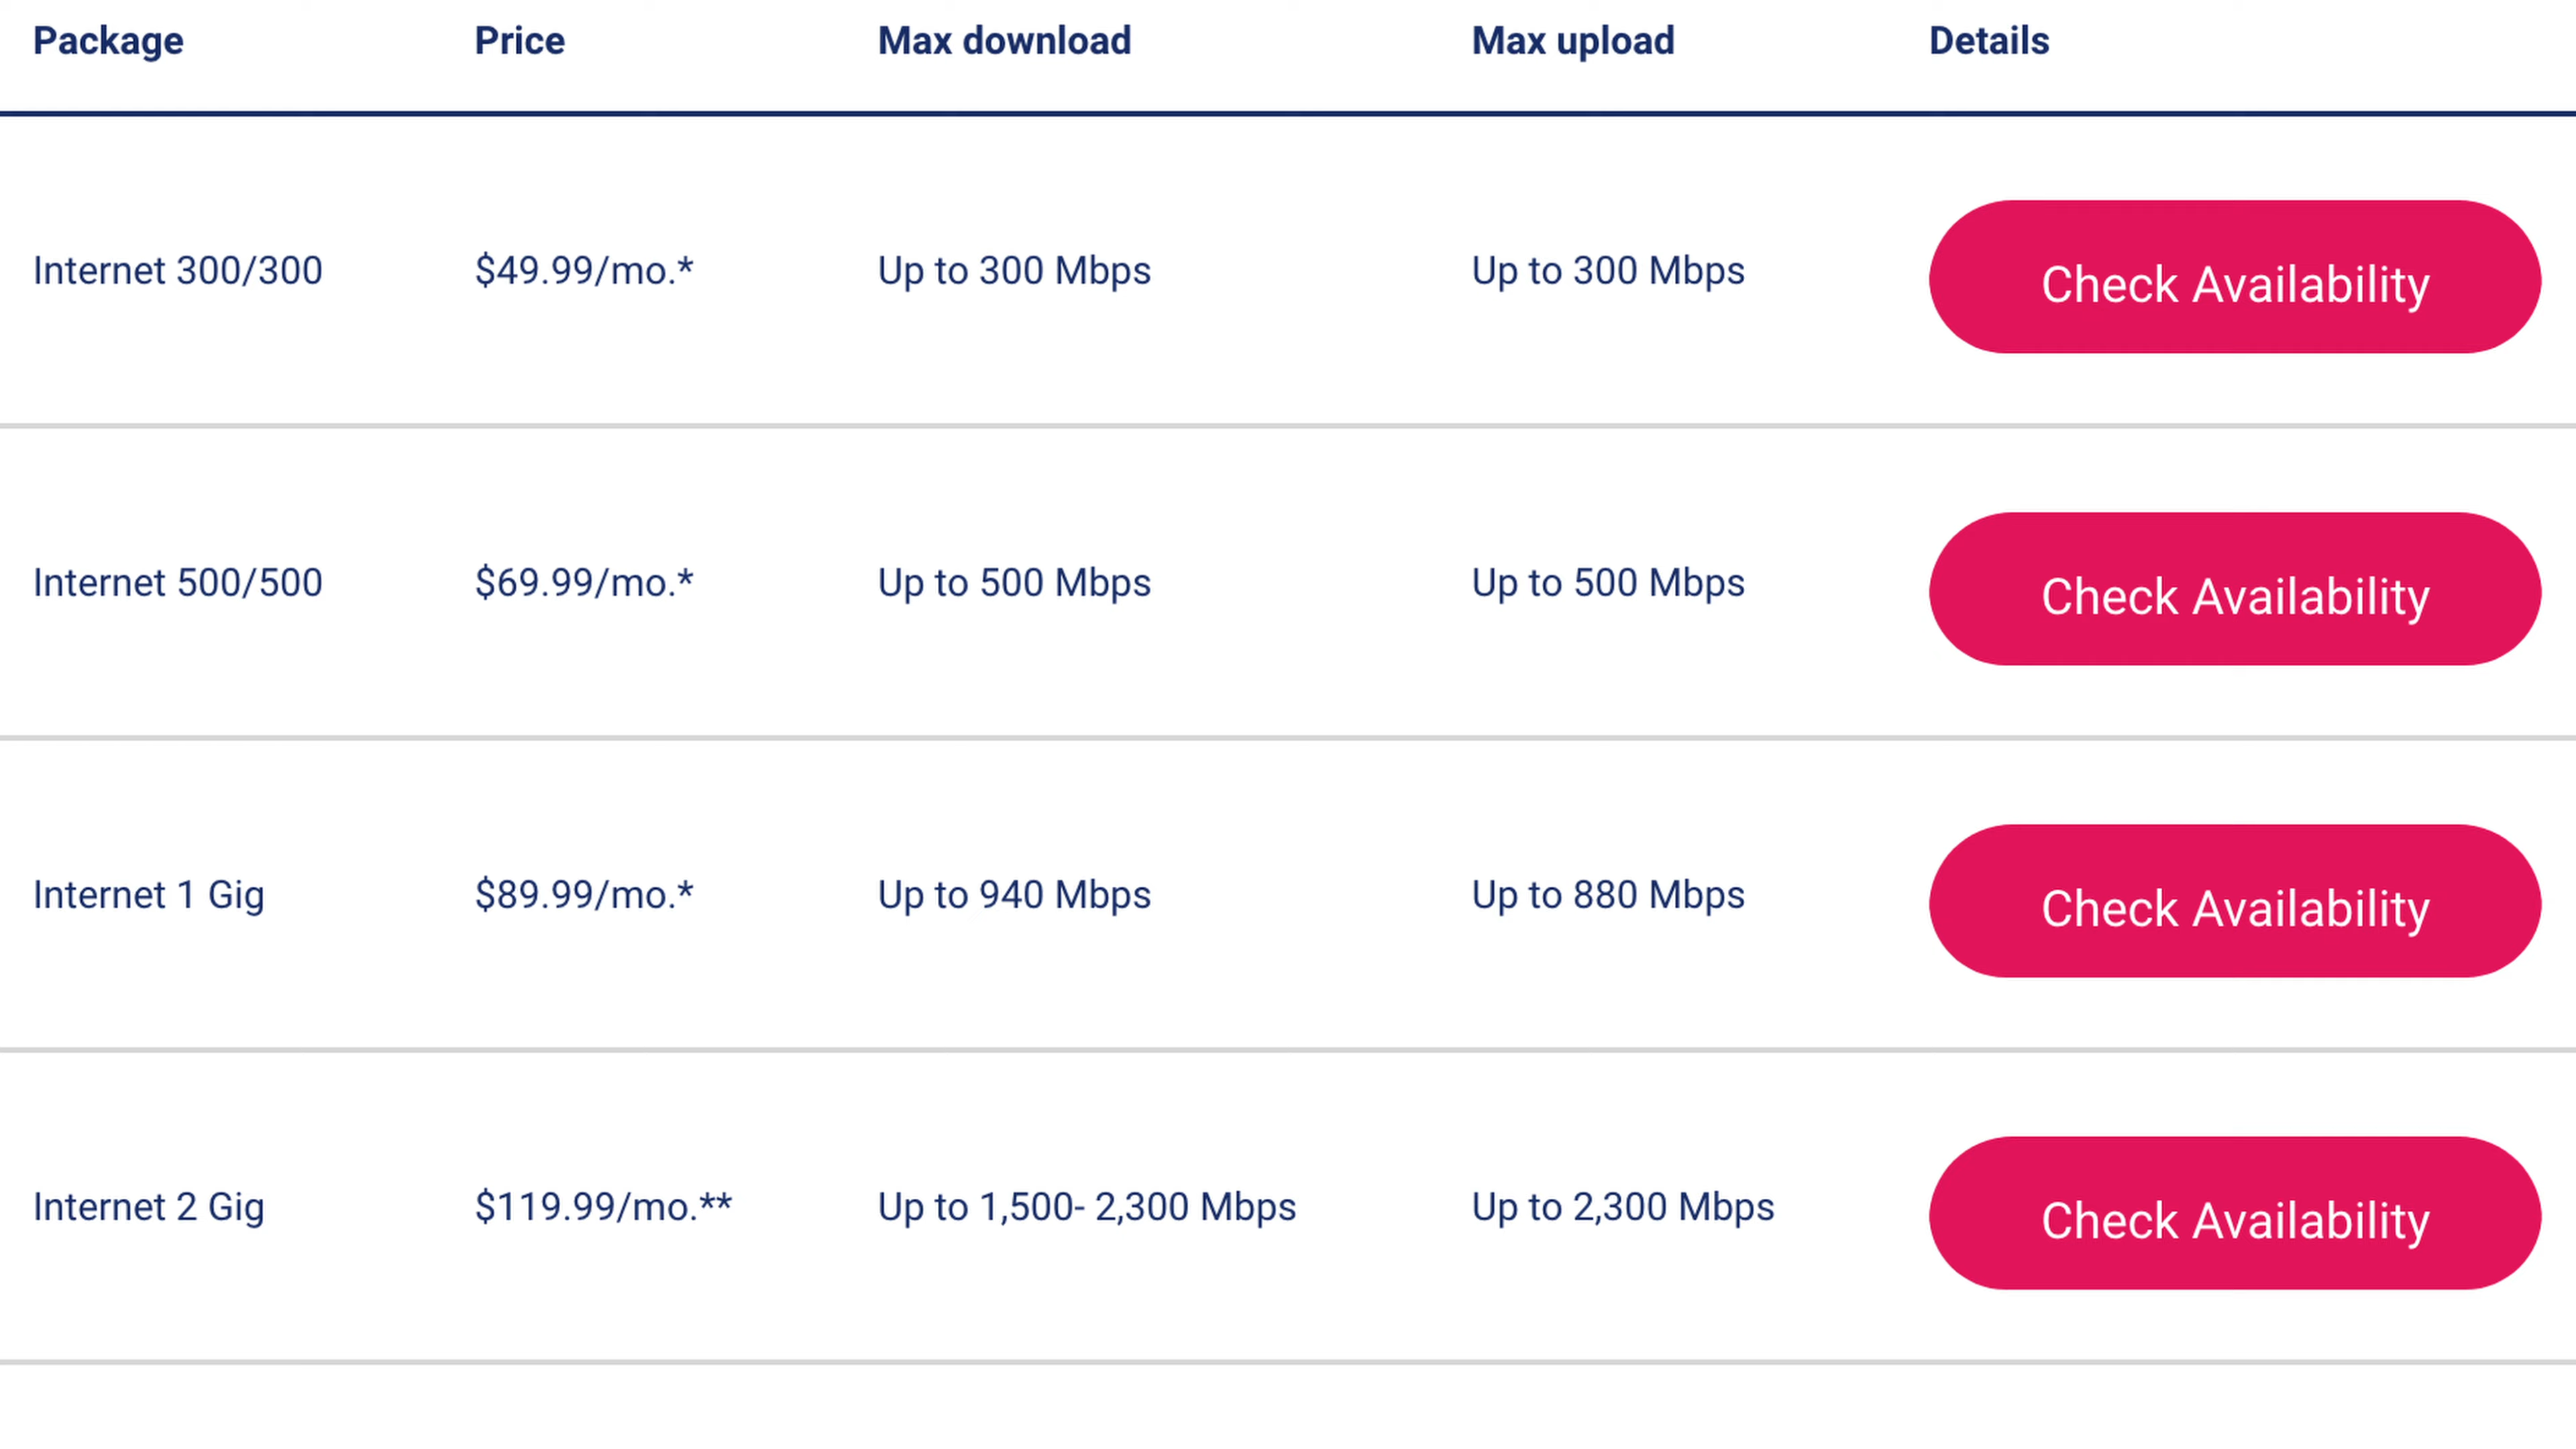 Package Price Max download Max upload Details
Internet 300/300 $49.99/mo.* Up to 300 Mbps Up to 300 Mbps Check Availability
Internet 500/500 $69.99/mo.* Up to 500 Mbps Up to 500 Mbps Check Availability
Internet 1 Gig $89.99/mo.* Up to 940 Mbps Up to 880 Mbps Check Availability
Internet 2 Gig $119.99/mo.** Up to 1,500- 2,300 Mbps Up to 2,300 Mbps Check Availability